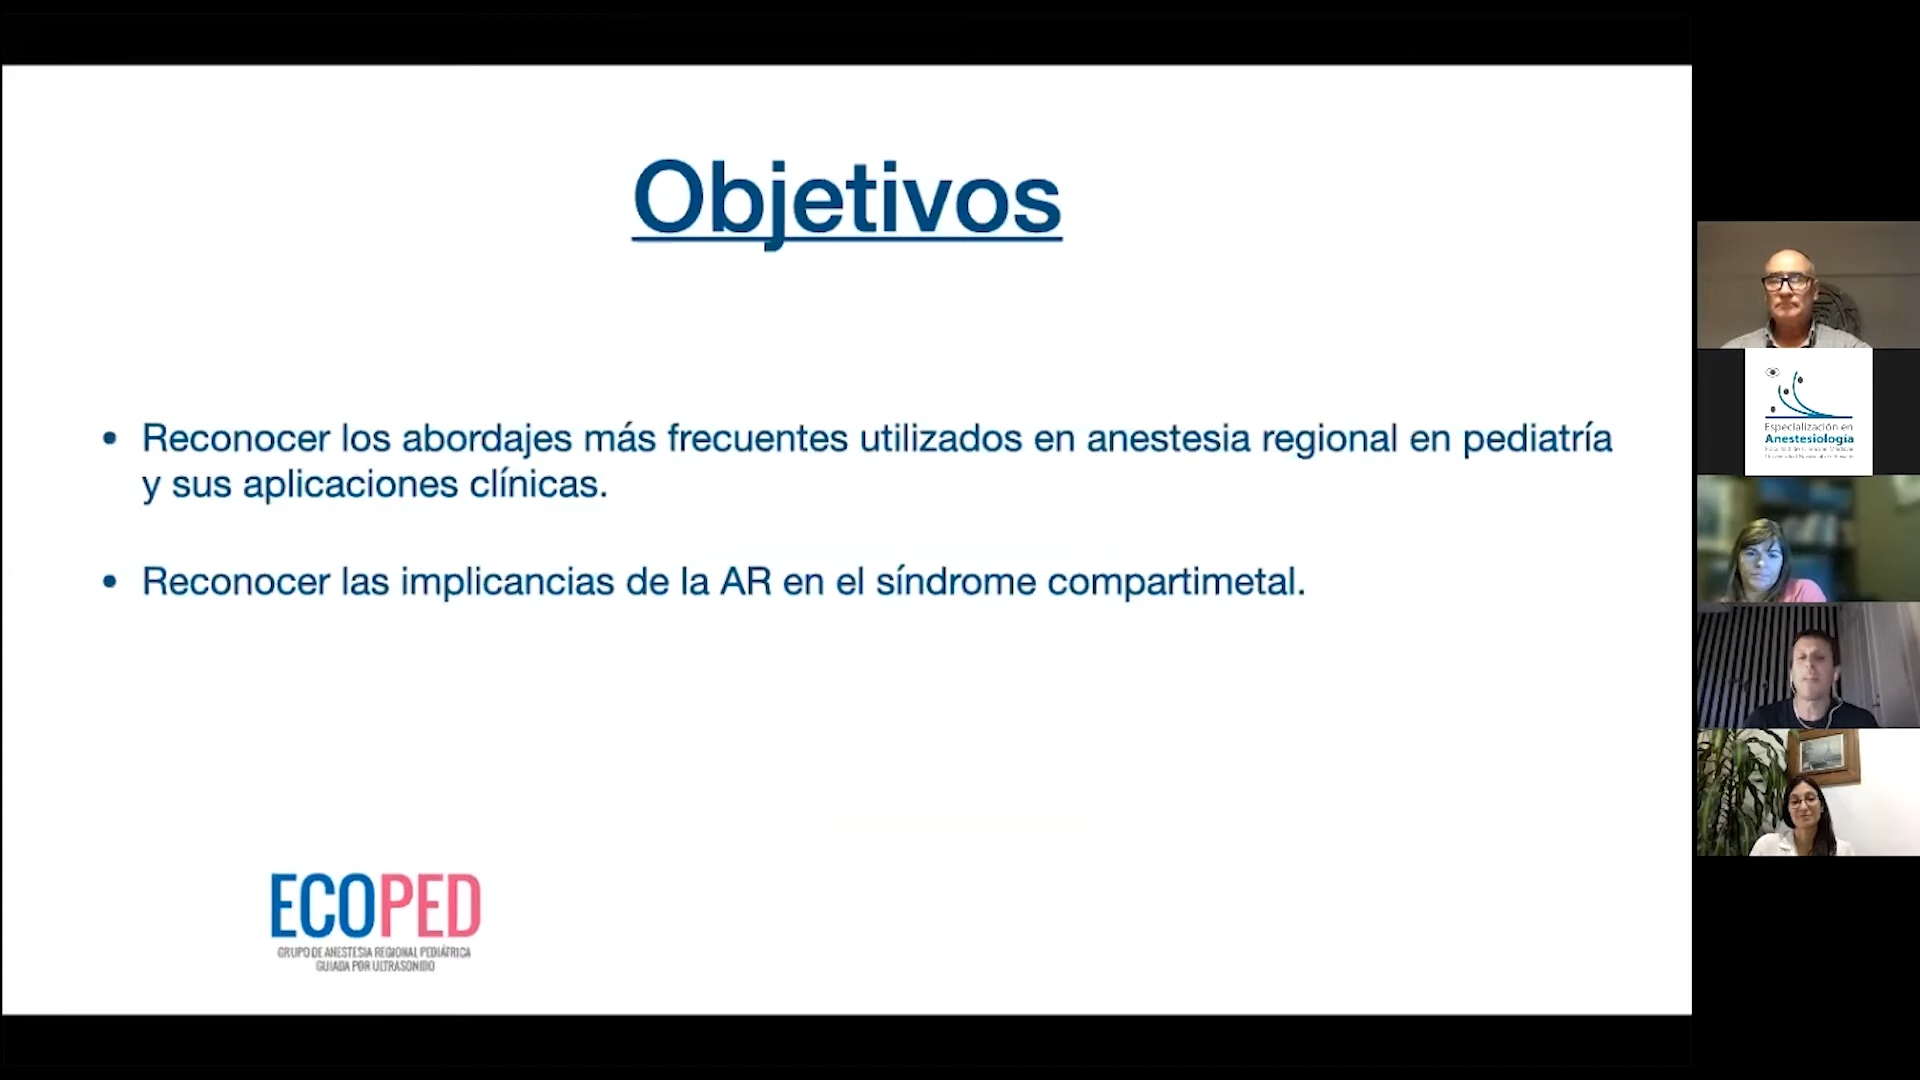 Objetivos
• Reconocer los abordajes más frecuentes utilizados en anestesia regional en pediatría
y sus aplicaciones clínicas.
• Reconocer las implicancias de la AR en el síndrome compartimetal.
ECOPED
GRUPO DE ANESTESIA REGIONAL PEDIÁTRICA
GUIADA POR ULTRASONIDO
Especialización en
Anestesiología